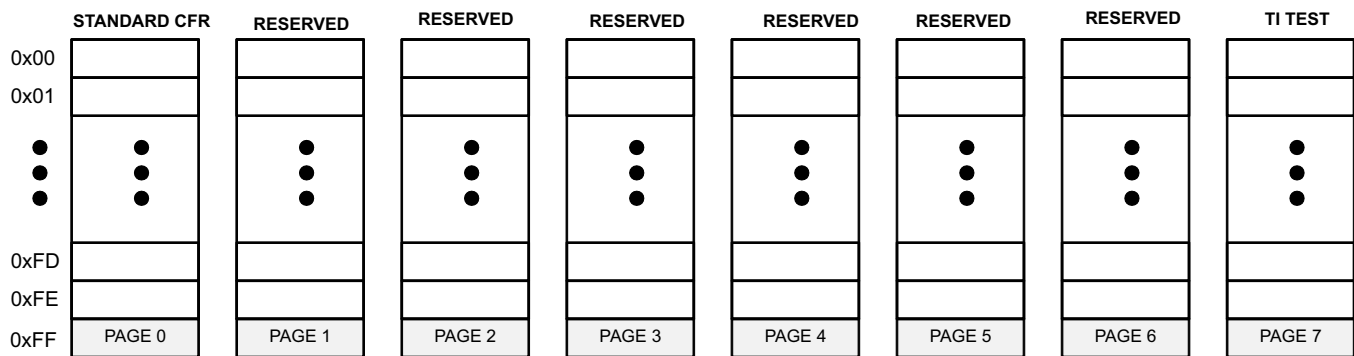 STANDARD CFR RESERVED RESERVED RESERVED RESERVED RESERVED RESERVED TI TEST
0x00
0x01
0xFD
0xFE
0xFF PAGE 0 PAGE 1 PAGE 2 PAGE 3 PAGE 4 PAGE 5 PAGE 6 PAGE 7